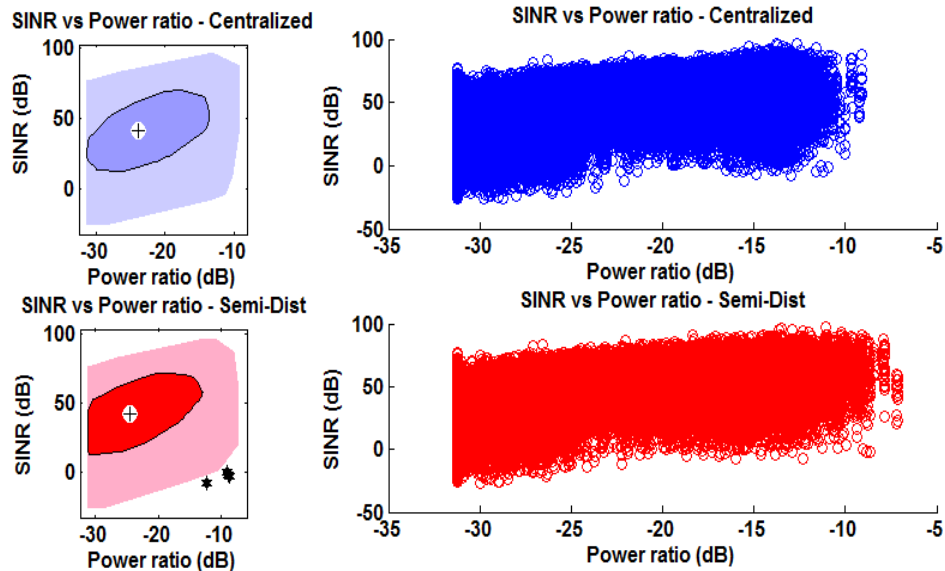 SINR vs Power ratio - Centralized
100
50
0
SINR (dB)
-30 -20 -10
Power ratio (dB)
SINR vs Power ratio - Centralized
100
50
0
-50
SINR (dB)
-35 -30 -25 -20 -15 -10 -5
Power ratio (dB)
SINR vs Power ratio - Semi-Dist
100
50
0
SINR (dB)
-30 -20 -10
Power ratio (dB)
SINR vs Power ratio - Semi-Dist
100
50
0
-50
SINR (dB)
-35 -30 -25 -20 -15 -10 -5
Power ratio (dB)